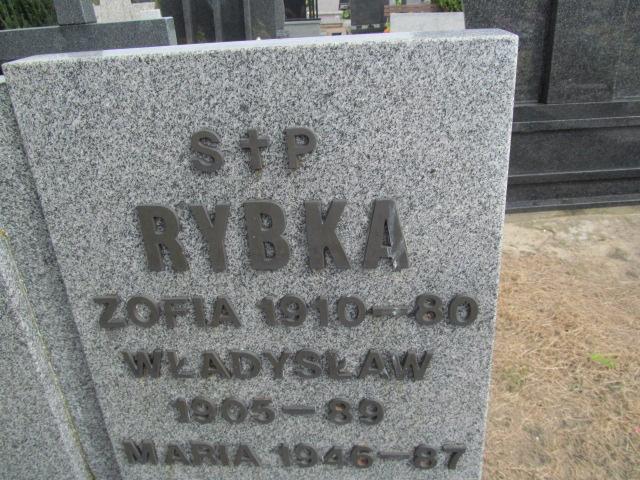 S✝P
RYBKA
ZOFIA 1910-80
WŁADYSŁAW
1905-89
MARIA 1946-87